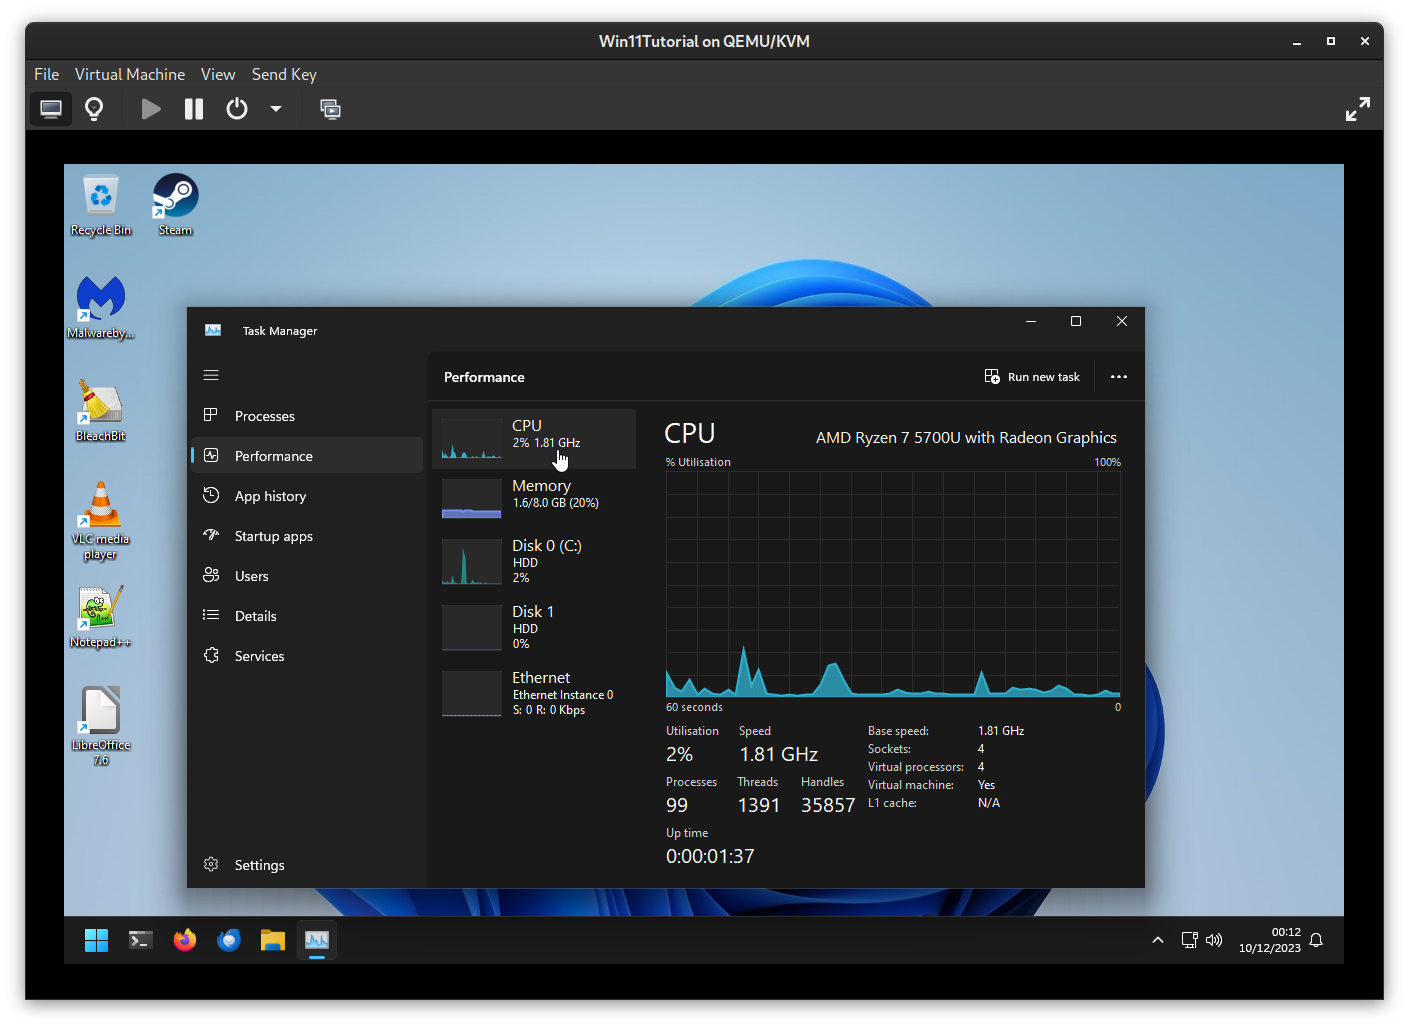 Win11Tutorial on QEMU/KVM
File Virtual Machine View Send Key
Recycle Bin
Steam
Malwareby...
BleachBit
VLC media
player
Notepad++
LibreOffice
7.6
Task Manager
Processes
Performance
App history
Startup apps
Users
Details
Services
Settings
Performance
Run new task
CPU
2% 1.81 GHz
Memory
1.6/8.0 GB (20%)
Disk 0 (C:)
HDD
2%
Disk 1
HDD
0%
Ethernet
Ethernet Instance 0
S: 0 R: 0 Kbps
CPU
AMD Ryzen 7 5700U with Radeon Graphics
% Utilisation 100%
60 seconds 0
Utilisation Speed
2% 1.81 GHz
Processes Threads Handles
99 1391 35857
Up time
0:00:01:37
Base speed: 1.81 GHz
Sockets: 4
Virtual processors: 4
Virtual machine: Yes
L1 cache: N/A
00:12
10/12/2023